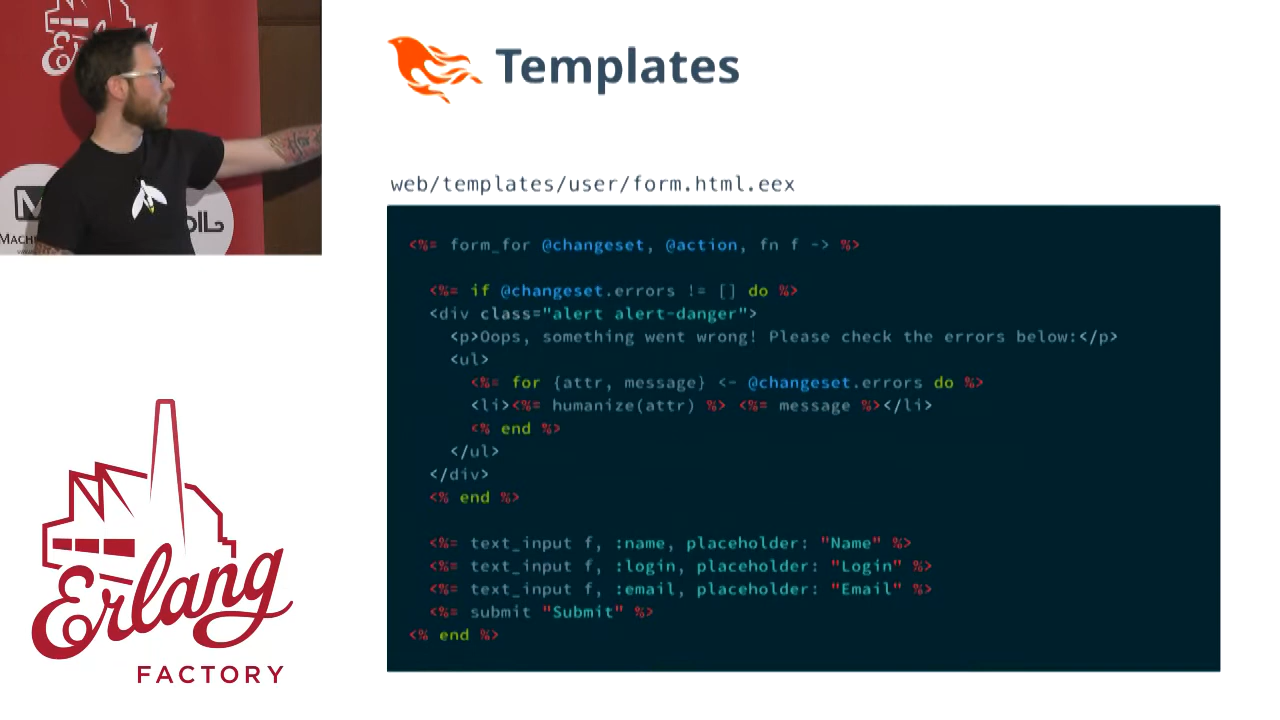 Templates
web/templates/user/form.html.eex
<%= form_for @changeset, @action, fn f -> %>
<%= if @changeset.errors != [] do %>
<div class="alert alert-danger">
<p>Oops, something went wrong! Please check the errors below:</p>
<ul>
<%= for {attr, message} <- @changeset.errors do %>
<li><%= humanize(attr) %> <%= message %></li>
<% end %>
</ul>
</div>
<% end %>
<%= text_input f, :name, placeholder: "Name" %>
<%= text_input f, :login, placeholder: "Login" %>
<%= text_input f, :email, placeholder: "Email" %>
<%= submit "Submit" %>
<% end %>
Erlang
FACTORY